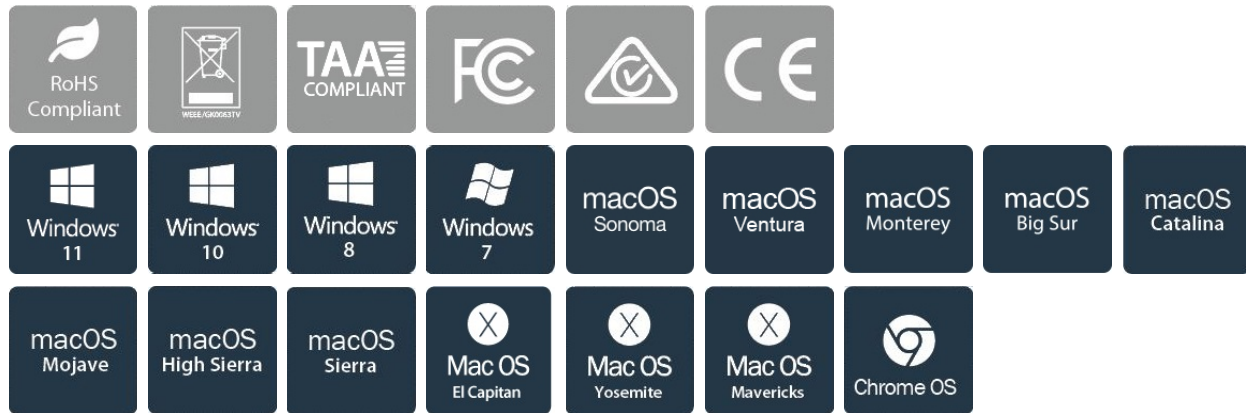 RoHS
Compliant
WEEE/GK0083TV
TAA
COMPLIANT
FC
CE
Windows
11
Windows
10
Windows
8
Windows
7
macOS
Sonoma
macOS
Ventura
macOS
Monterey
macOS
Big Sur
macOS
Catalina
macOS
Mojave
macOS
High Sierra
macOS
Sierra
X
Mac OS
El Capitan
X
Mac OS
Yosemite
X
Mac OS
Mavericks
Chrome OS